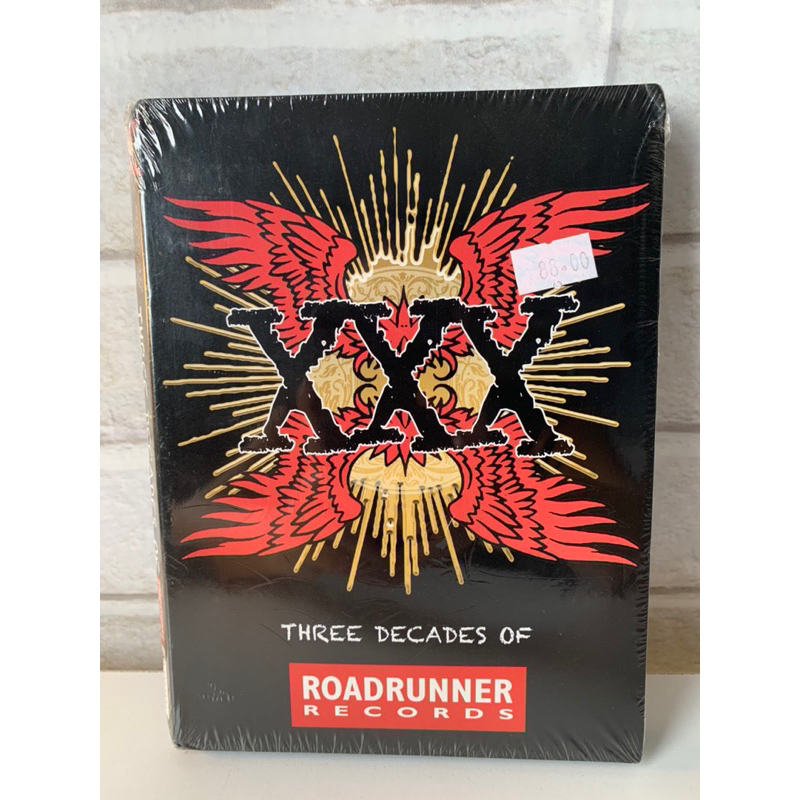 88.00
XXX
THREE DECADES OF
ROADRUNNER
RECORDS